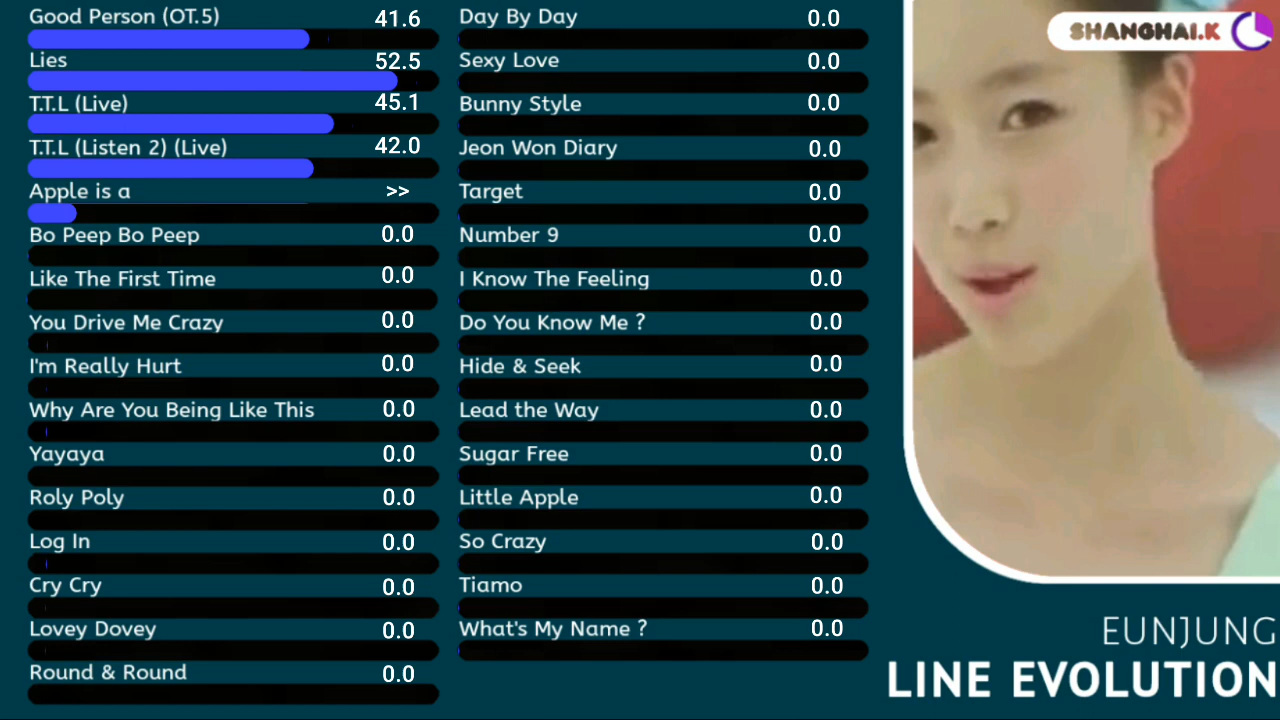 Good Person (OT.5) 41.6
Lies 52.5
T.T.L (Live) 45.1
T.T.L (Listen 2) (Live) 42.0
Apple is a >>
Bo Peep Bo Peep 0.0
Like The First Time 0.0
You Drive Me Crazy 0.0
I'm Really Hurt 0.0
Why Are You Being Like This 0.0
Yayaya 0.0
Roly Poly 0.0
Log In 0.0
Cry Cry 0.0
Lovey Dovey 0.0
Round & Round 0.0
Day By Day 0.0
Sexy Love 0.0
Bunny Style 0.0
Jeon Won Diary 0.0
Target 0.0
Number 9 0.0
I Know The Feeling 0.0
Do You Know Me ? 0.0
Hide & Seek 0.0
Lead the Way 0.0
Sugar Free 0.0
Little Apple 0.0
So Crazy 0.0
Tiamo 0.0
What's My Name ? 0.0
SHANGHAI.K
EUNJUNG
LINE EVOLUTION